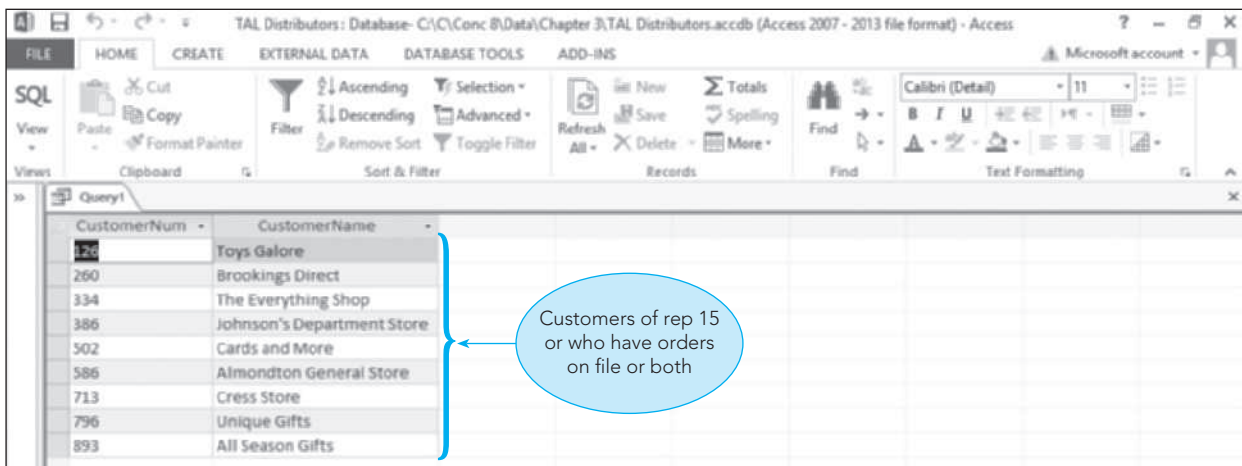 TAL Distributors : Database- C:\C\Conc 8\Data\Chapter 3\TAL Distributors.accdb (Access 2007 - 2013 file format) - Access ?
FILE HOME CREATE EXTERNAL DATA DATABASE TOOLS ADD-INS Microsoft account
SQL
View
Views
Paste
Cut
Copy
Format Painter
Clipboard
Filter
Ascending
Descending
Remove Sort
Selection
Advanced
Toggle Filter
Sort & Filter
Refresh
All
New
Save
Delete
Totals
Spelling
More
Records
Find
Find
Calibri (Detail) 11
B I U
A
Text Formatting
Query1
CustomerNum CustomerName
126 Toys Galore
260 Brookings Direct
334 The Everything Shop
386 Johnson's Department Store
502 Cards and More
586 Almondton General Store
713 Cress Store
796 Unique Gifts
893 All Season Gifts
Customers of rep 15
or who have orders
on file or both